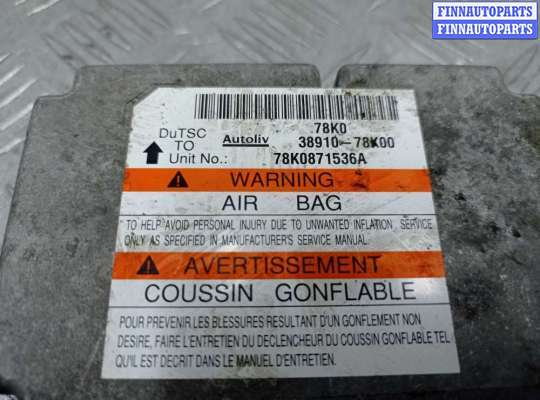 FINNAUTOPARTS
FINNAUTOPARTS
78K0
DuTSC
TO
Autoliv 38910-78K00
Unit No.: 78K0871536A
WARNING
AIR BAG
TO HELP AVOID PERSONAL INJURY DUE TO UNWANTED INFLATION, SERVICE
ONLY AS SPECIFIED IN MANUFACTURER'S SERVICE MANUAL.
AVERTISSEMENT
COUSSIN GONFLABLE
POUR PREVENIR LES BLESSURES RESULTANT D'UN GONFLEMENT NON
DESIRE, FAIRE L'ENTRETIEN DU DECLENCHEUR DU COUSSIN GONFLABLE TEL
QU'IL EST DECRIT DANS LE MANUEL D'ENTRETIEN.